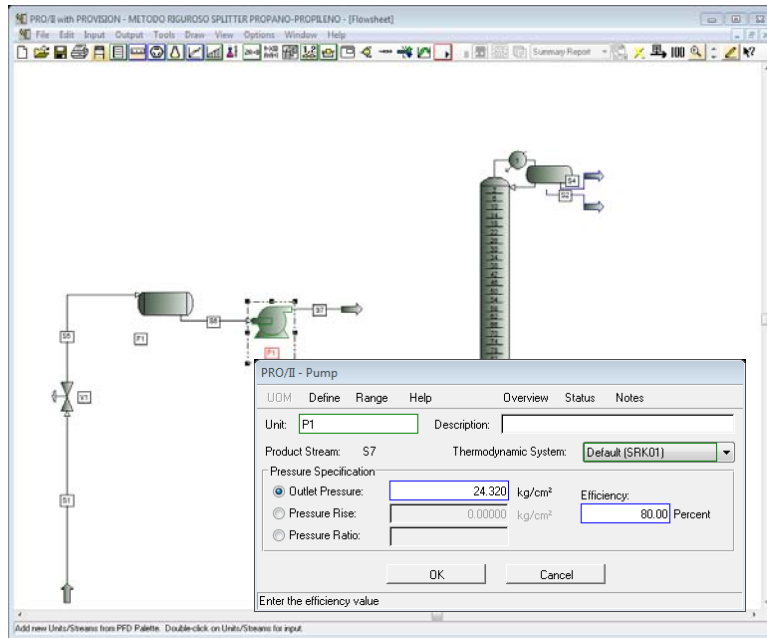 PRO/II with PROVISION - METODO RIGUROSO SPLITTER PROPANO-PROPILENO - [Flowsheet]
File Edit Input Output Tools Draw View Options Window Help
Summary Report
100
S4
S2
S7
S6
F1
P1
S5
V1
S1
PRO/II - Pump
UOM Define Range Help Overview Status Notes
Unit: P1 Description:
Product Stream: S7 Thermodynamic System: Default (SRK01)
Pressure Specification
Outlet Pressure: 24.320 kg/cm² Efficiency:
Pressure Rise: 0.00000 kg/cm² 80.00 Percent
Pressure Ratio:
OK Cancel
Enter the efficiency value
Add new Units/Streams from PFD Palette. Double-click on Units/Streams for input.